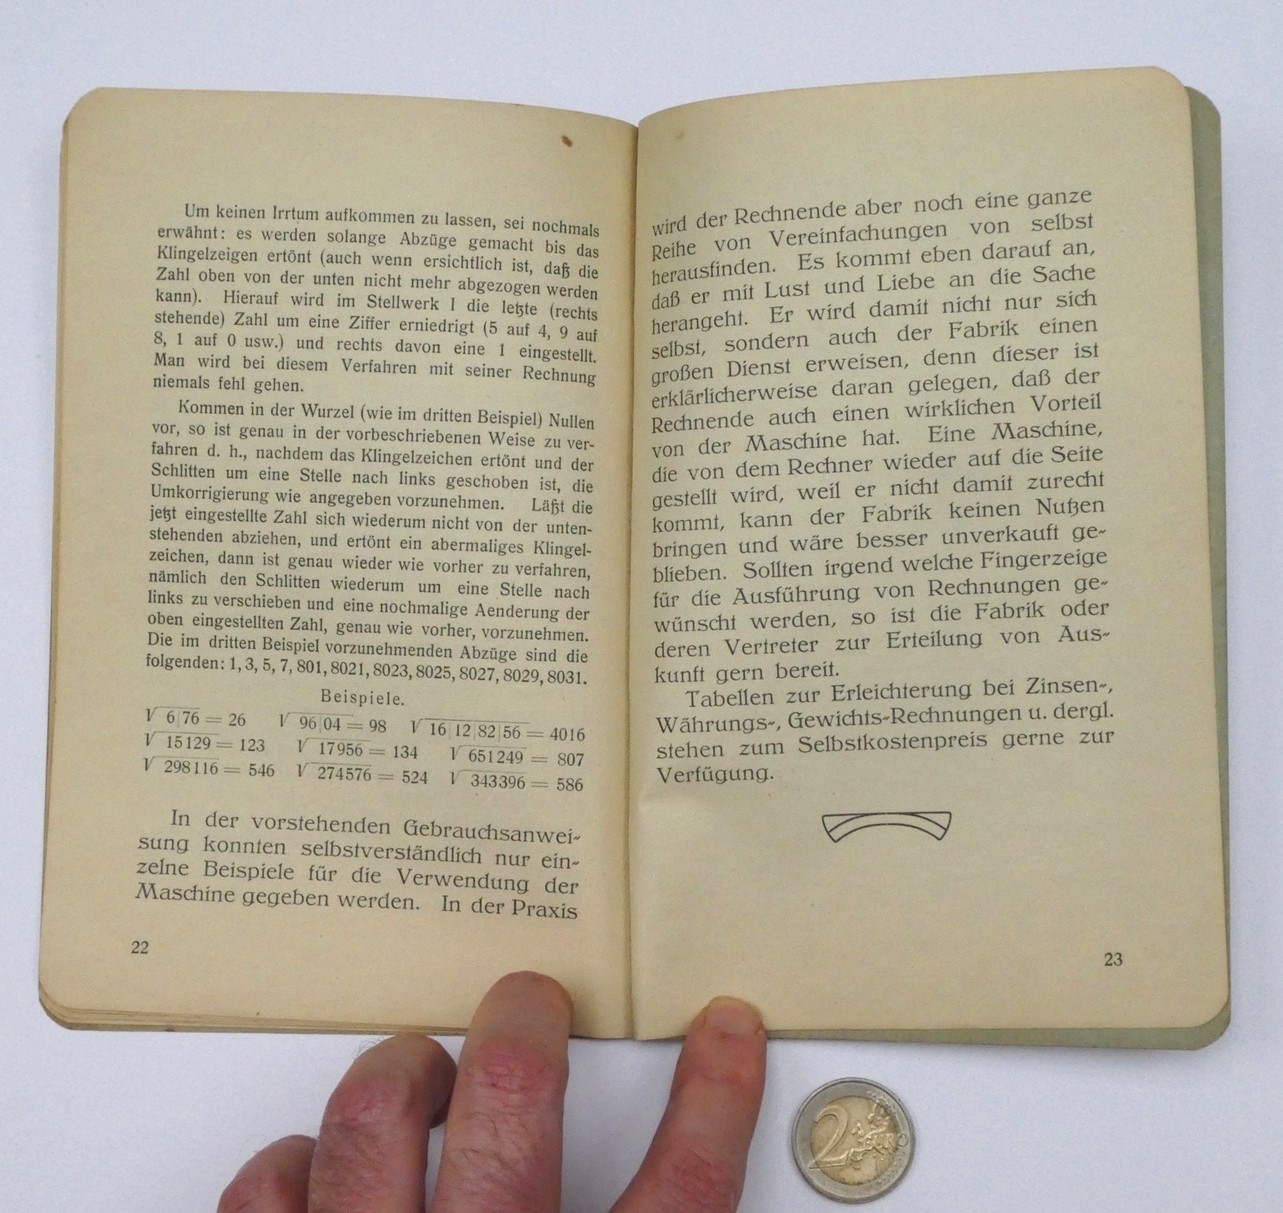 Um keinen Irrtum aufkommen zu lassen, sei nochmals
erwähnt: es werden solange Abzüge gemacht bis das
Klingelzeigen ertönt (auch wenn ersichtlich ist, daß die
Zahl oben von der unten nicht mehr abgezogen werden
kann). Hierauf wird im Stellwerk I die letzte (rechts
stehende) Zahl um eine Ziffer erniedrigt (5 auf 4, 9 auf
8, 1 auf 0 usw.) und rechts davon eine 1 eingestellt.
Man wird bei diesem Verfahren mit seiner Rechnung
niemals fehl gehen.
Kommen in der Wurzel (wie im dritten Beispiel) Nullen
vor, so ist genau in der vorbeschriebenen Weise zu ver-
fahren d. h., nachdem das Klingelzeichen ertönt und der
Schlitten um eine Stelle nach links geschoben ist, die
Umkorrigierung wie angegeben vorzunehmen. Läßt die
jetzt eingestellte Zahl sich wiederum nicht von der unten-
stehenden abziehen, und ertönt ein abermaliges Klingel-
zeichen, dann ist genau wieder wie vorher zu verfahren,
nämlich den Schlitten wiederum um eine Stelle nach
links zu verschieben und eine nochmalige Aenderung der
oben eingestellten Zahl, genau wie vorher, vorzunehmen.
Die im dritten Beispiel vorzunehmenden Abzüge sind die
folgenden: 1, 3, 5, 7, 801, 8021, 8023, 8025, 8027, 8029, 8031.
Beispiele.
√6|76 = 26 √96|04 = 98 √16|12|82|56 = 4016
√15129 = 123 √17956 = 134 √651249 = 807
√298116 = 546 √274576 = 524 √343396 = 586
In der vorstehenden Gebrauchsanwei-
sung konnten selbstverständlich nur ein-
zelne Beispiele für die Verwendung der
Maschine gegeben werden. In der Praxis
22
wird der Rechnende aber noch eine ganze
Reihe von Vereinfachungen von selbst
herausfinden. Es kommt eben darauf an,
daß er mit Lust und Liebe an die Sache
herangeht. Er wird damit nicht nur sich
selbst, sondern auch der Fabrik einen
großen Dienst erweisen, denn dieser ist
erklärlicherweise daran gelegen, daß der
Rechnende auch einen wirklichen Vorteil
von der Maschine hat. Eine Maschine,
die von dem Rechner wieder auf die Seite
gestellt wird, weil er nicht damit zurecht
kommt, kann der Fabrik keinen Nutzen
bringen und wäre besser unverkauft ge-
blieben. Sollten irgend welche Fingerzeige
für die Ausführung von Rechnungen ge-
wünscht werden, so ist die Fabrik oder
deren Vertreter zur Erteilung von Aus-
kunft gern bereit.
Tabellen zur Erleichterung bei Zinsen-,
Währungs-, Gewichts-Rechnungen u. dergl.
stehen zum Selbstkostenpreis gerne zur
Verfügung.
23
2 EURO